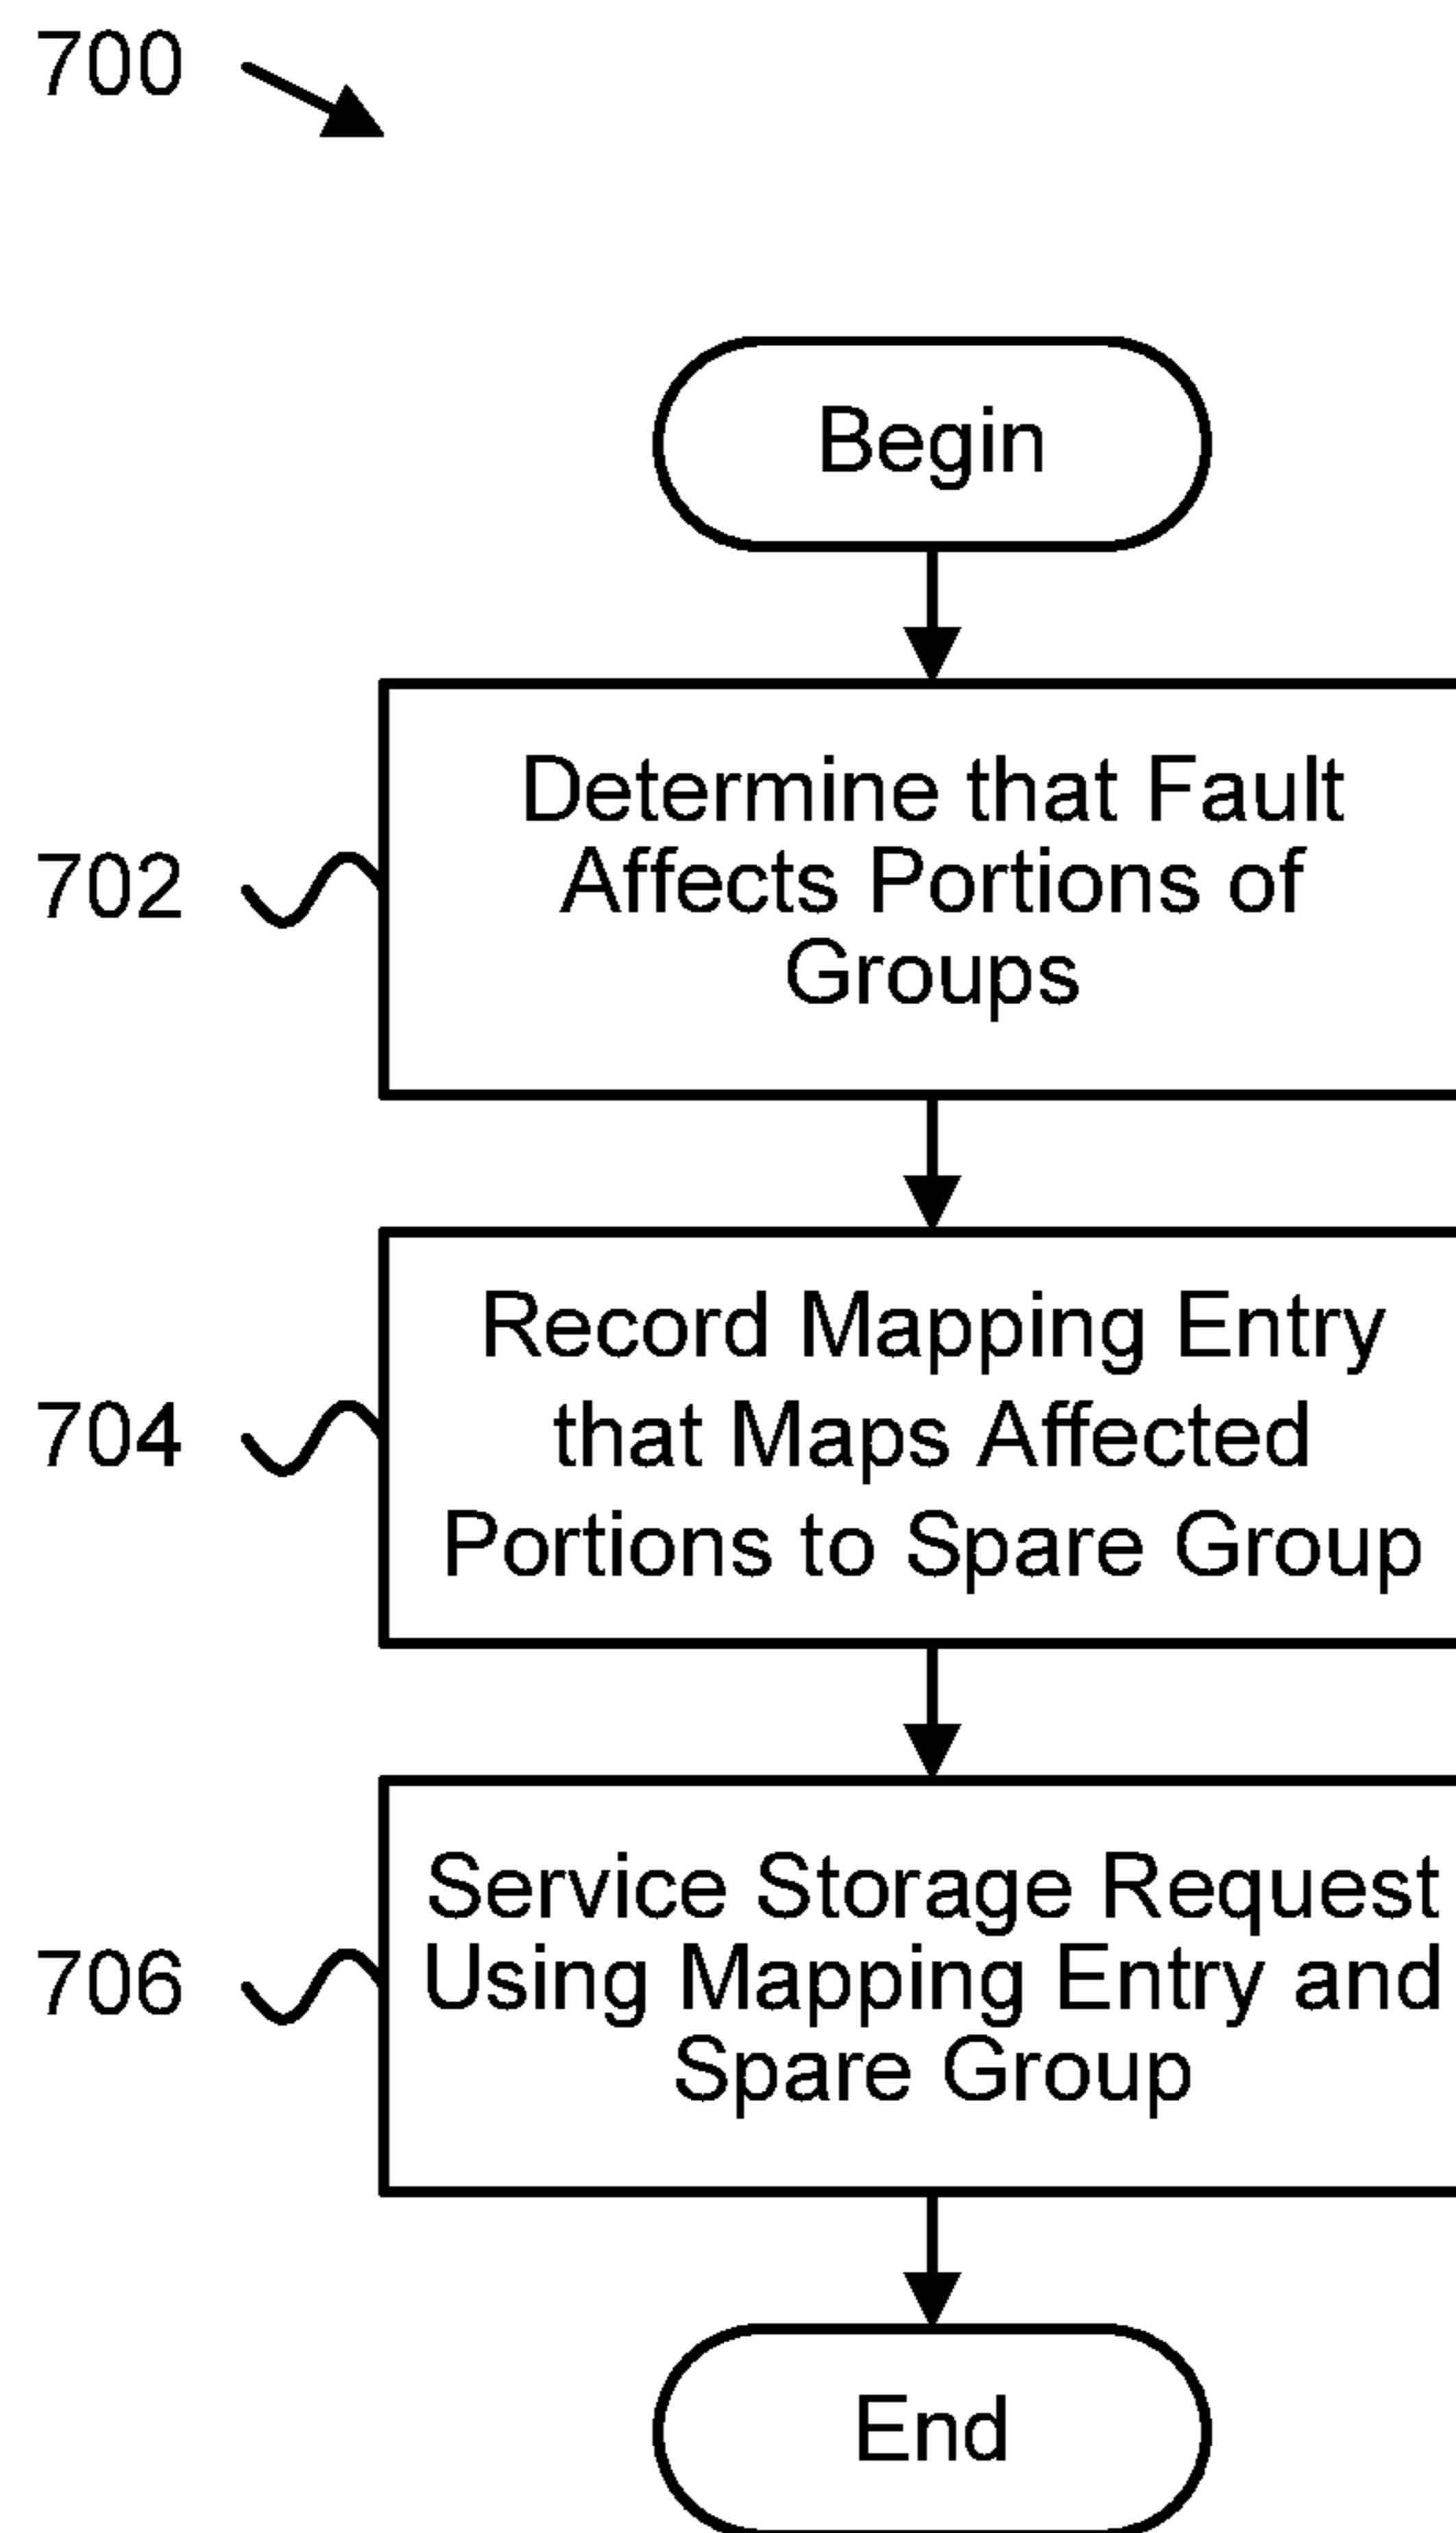 700
Begin
702
Determine that Fault
Affects Portions of
Groups
704
Record Mapping Entry
that Maps Affected
Portions to Spare Group
706
Service Storage Request
Using Mapping Entry and
Spare Group
End